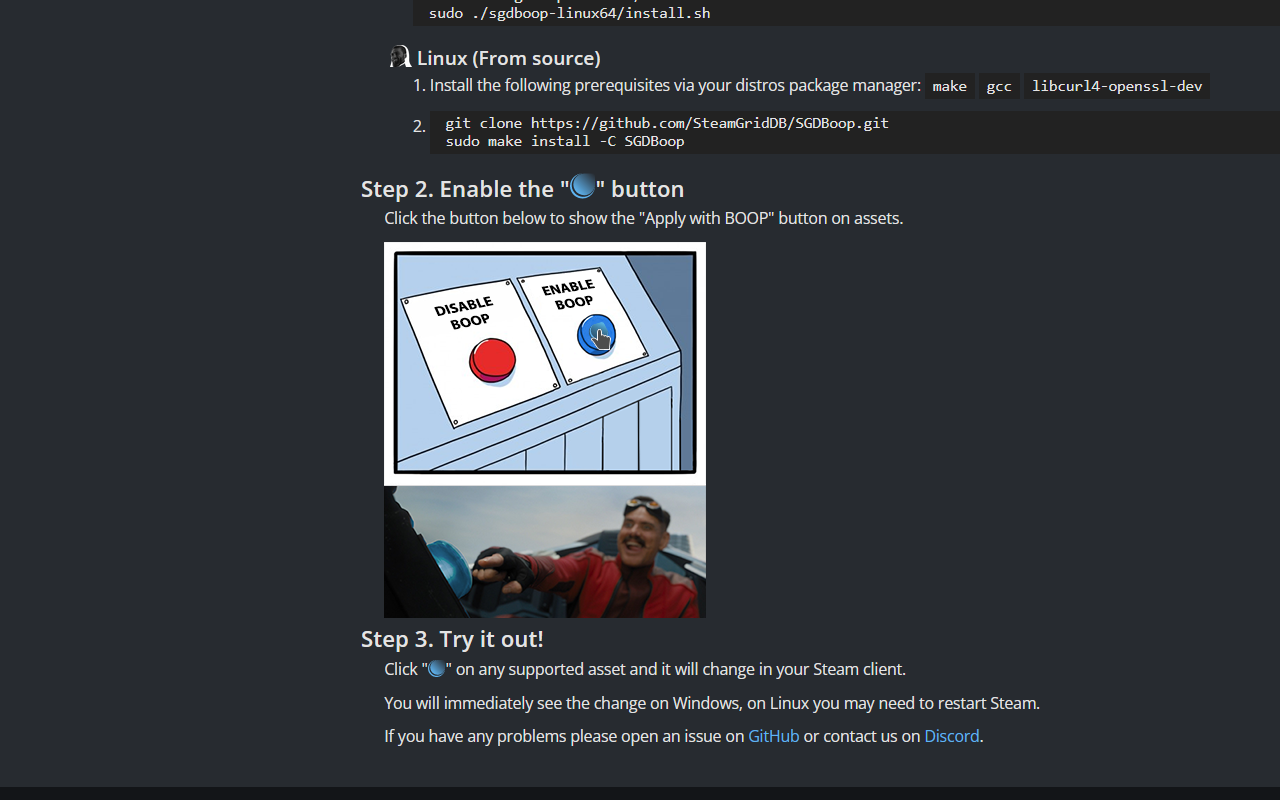 sudo ./sgdboop-linux64/install.sh
Linux (From source)
1. Install the following prerequisites via your distros package manager: make gcc libcurl4-openssl-dev
2. git clone https://github.com/SteamGridDB/SGDBoop.git
sudo make install -C SGDBoop
Step 2. Enable the "" button
Click the button below to show the "Apply with BOOP" button on assets.
DISABLE
BOOP
ENABLE
BOOP
Step 3. Try it out!
Click "" on any supported asset and it will change in your Steam client.
You will immediately see the change on Windows, on Linux you may need to restart Steam.
If you have any problems please open an issue on GitHub or contact us on Discord.